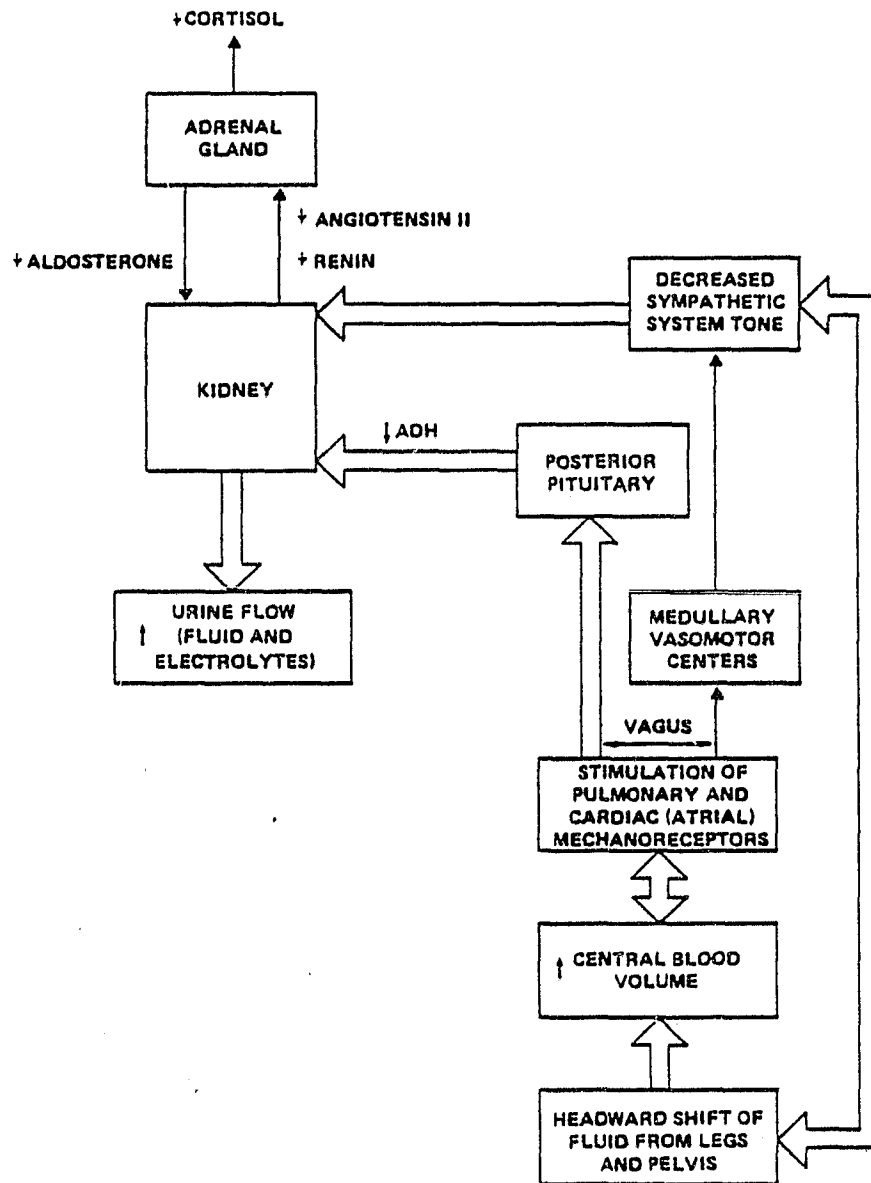 ↓CORTISOL
ADRENAL
GLAND
↓ ANGIOTENSIN II
↓ ALDOSTERONE
↓ RENIN
DECREASED
SYMPATHETIC
SYSTEM TONE
KIDNEY
↓ ADH
POSTERIOR
PITUITARY
↑ URINE FLOW
(FLUID AND
ELECTROLYTES)
MEDULLARY
VASOMOTOR
CENTERS
VAGUS
STIMULATION OF
PULMONARY AND
CARDIAC (ATRIAL)
MECHANORECEPTORS
↑ CENTRAL BLOOD
VOLUME
HEADWARD SHIFT OF
FLUID FROM LEGS
AND PELVIS